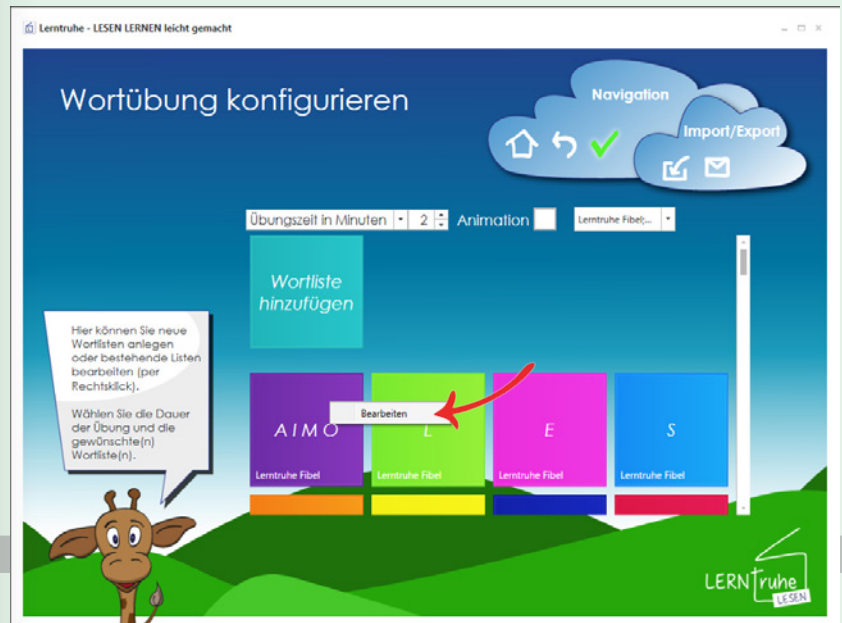 Lerntruhe - LESEN LERNEN leicht gemacht
Wortübung konfigurieren
Navigation
Import/Export
Übungszeit in Minuten 2 Animation Lerntruhe Fibel;...
Wortliste
hinzufügen
Hier können Sie neue
Wortlisten anlegen
oder bestehende Listen
bearbeiten (per
Rechtsklick).
Wählen Sie die Dauer
der Übung und die
gewünschte(n)
Wortliste(n).
Bearbeiten
A I M O L E S
Lerntruhe Fibel Lerntruhe Fibel Lerntruhe Fibel Lerntruhe Fibel
LERNTruhe
LESEN